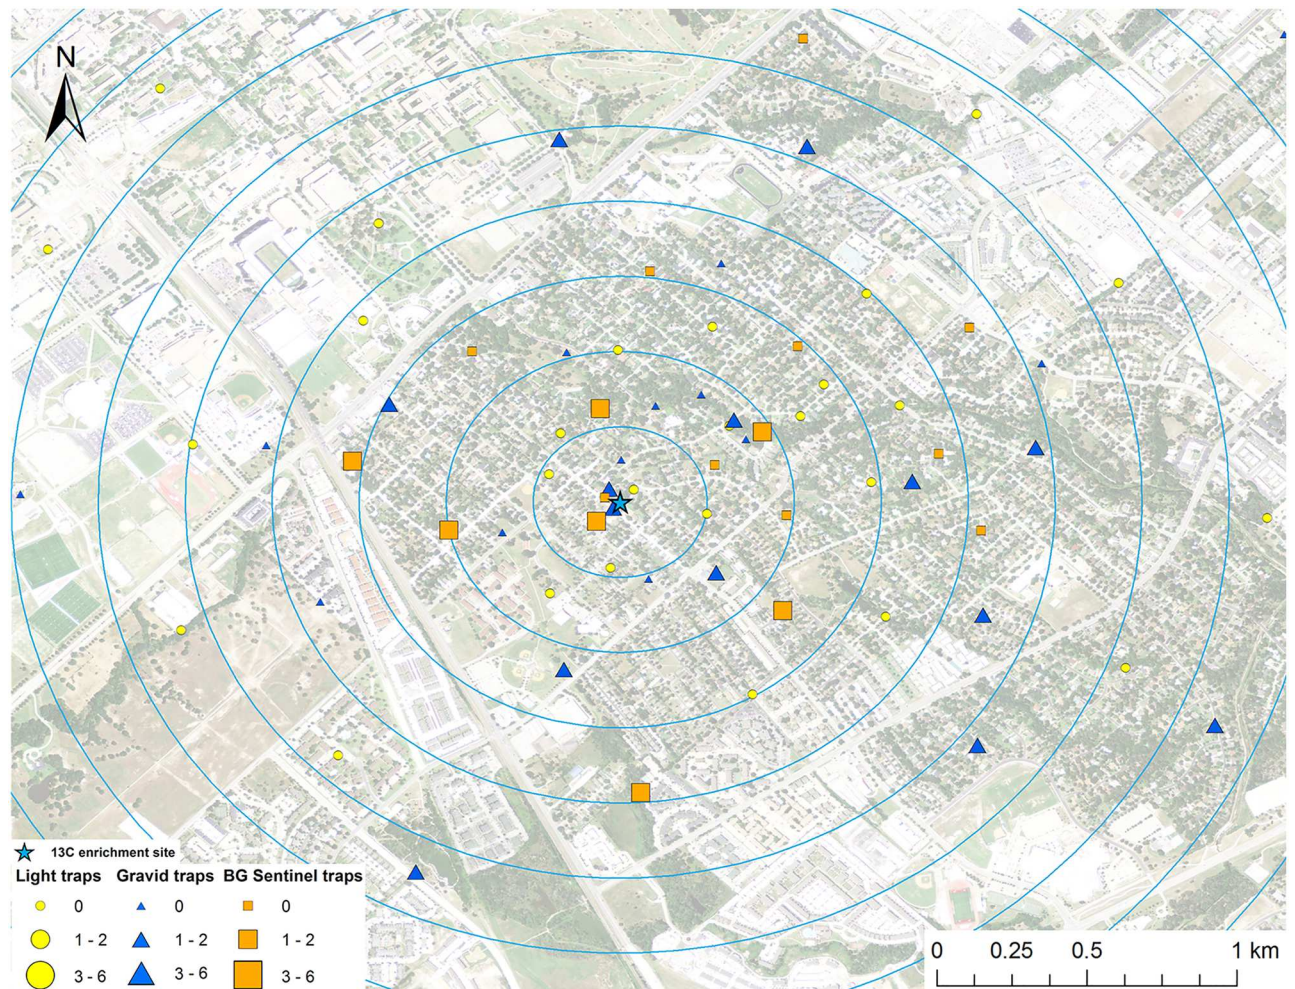 N
13C enrichment site
Light traps Gravid traps BG Sentinel traps
0 0 0
1 - 2 1 - 2 1 - 2
3 - 6 3 - 6 3 - 6
0 0.25 0.5 1 km